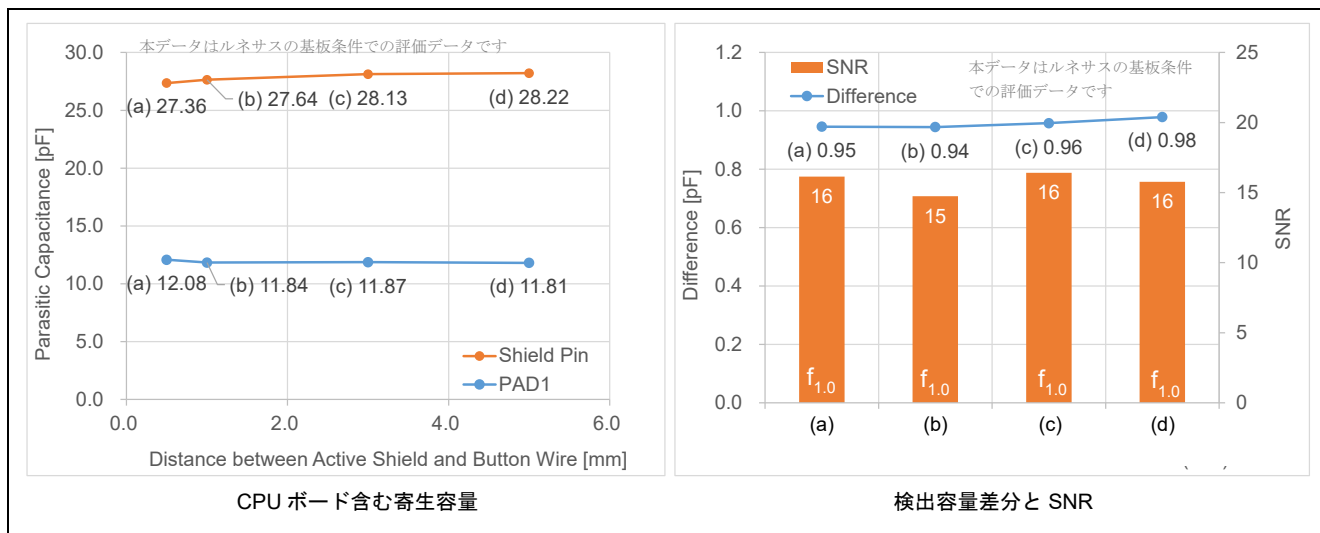 本データはルネサスの基板条件での評価データです
30.0
25.0
20.0
15.0
10.0
5.0
0.0
Parasitic Capacitance [pF]
(a) 27.36
(b) 27.64
(c) 28.13
(d) 28.22
(a) 12.08
(b) 11.84
(c) 11.87
(d) 11.81
Shield Pin
PAD1
0.0
2.0
4.0
6.0
Distance between Active Shield and Button Wire [mm]
CPU ボード含む寄生容量
1.2
1.0
0.8
0.6
0.4
0.2
0.0
Difference [pF]
SNR
Difference
本データはルネサスの基板条件
での評価データです
(a) 0.95
(b) 0.94
(c) 0.96
(d) 0.98
16
15
16
16
f1.0
f1.0
f1.0
f1.0
(a)
(b)
(c)
(d)
25
20
15
10
5
0
SNR
検出容量差分と SNR